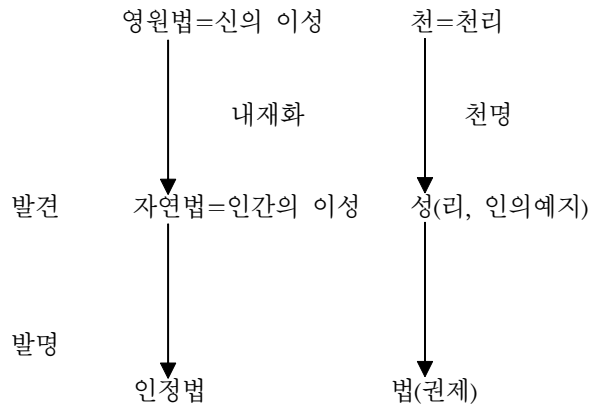 영원법=신의 이성 천=천리
내재화 천명
발견 자연법=인간의 이성 성(리, 인의예지)
발명
인정법 법(권제)